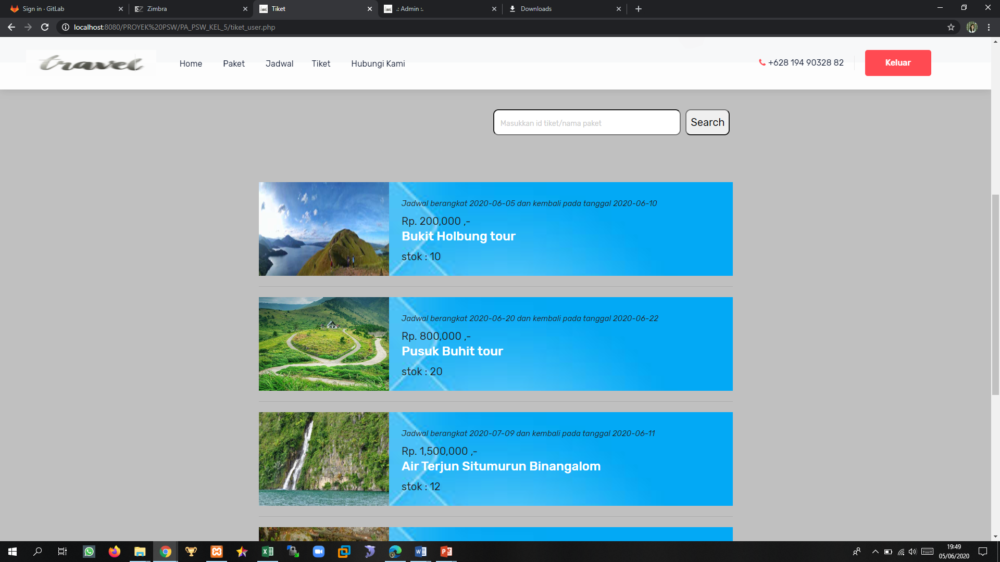 Sign in · GitLab
Zimbra
Tiket
.: Admin :.
Downloads
localhost:8080/PROYEK%20PSW/PA_PSW_KEL_5/tiket_user.php
travel
Home
Paket
Jadwal
Tiket
Hubungi Kami
+628 194 90328 82
Keluar
Masukkan id tiket/nama paket
Search
Jadwal berangkat 2020-06-05 dan kembali pada tanggal 2020-06-10
Rp. 200,000 ,-
Bukit Holbung tour
stok : 10
Jadwal berangkat 2020-06-20 dan kembali pada tanggal 2020-06-22
Rp. 800,000 ,-
Pusuk Buhit tour
stok : 20
Jadwal berangkat 2020-07-09 dan kembali pada tanggal 2020-06-11
Rp. 1,500,000 ,-
Air Terjun Situmurun Binangalom
stok : 12
19:49
05/06/2020